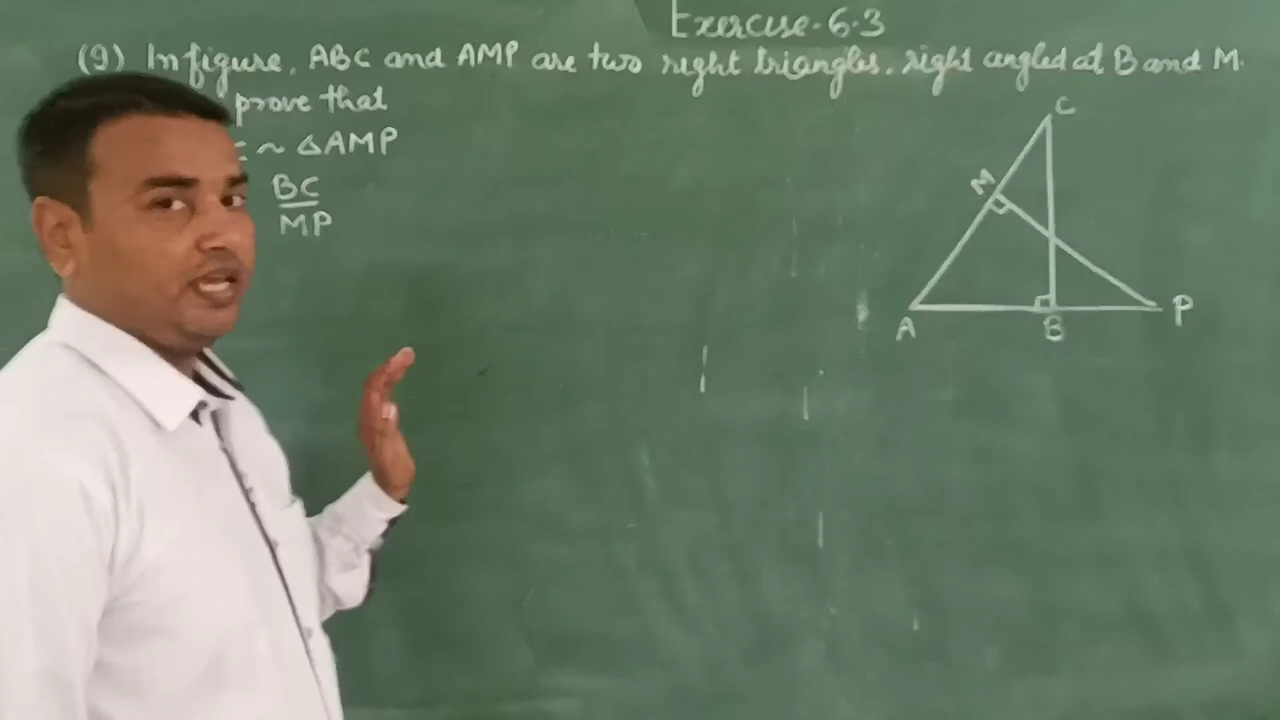 Exercise-6.3
(9) In figure, ABC and AMP are two right triangles, right angled at B and M.
prove that
~ △AMP
BC
MP
C
M
A
B
P